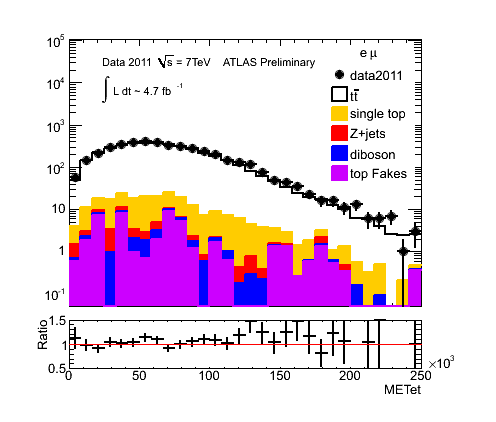 e μ
Data 2011 √s = 7TeV ATLAS Preliminary
∫ L dt ~ 4.7 fb⁻¹
data2011
tt̅
single top
Z+jets
diboson
top Fakes
10⁵
10⁴
10³
10²
10
1
10⁻¹
Ratio
1.5
1
0.5
0 50 100 150 200 250
×10³
METet